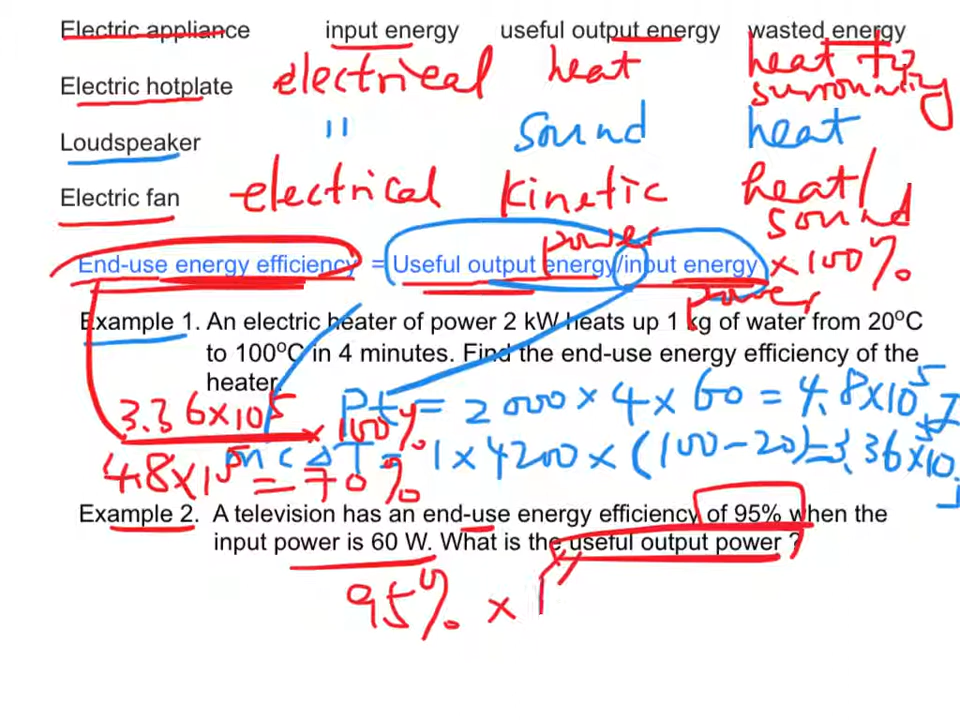 Electric appliance input energy useful output energy wasted energy
Electric hotplate electrical heat heat to surrounding
Loudspeaker " sound heat
Electric fan electrical kinetic heat/sound
power
End-use energy efficiency = Useful output energy/input energy × 100%
power
Example 1. An electric heater of power 2 kW heats up 1 kg of water from 20°C
to 100°C in 4 minutes. Find the end-use energy efficiency of the
heater.
Pt = 2000 × 4 × 60 = 4.8×10⁵ J
mcΔT = 1 × 4200 × (100-20) = 3.36×10⁵ J
3.36×10⁵ × 100%
4.8×10⁵ = 70%
Example 2. A television has an end-use energy efficiency of 95% when the
input power is 60 W. What is the useful output power ?
95% ×